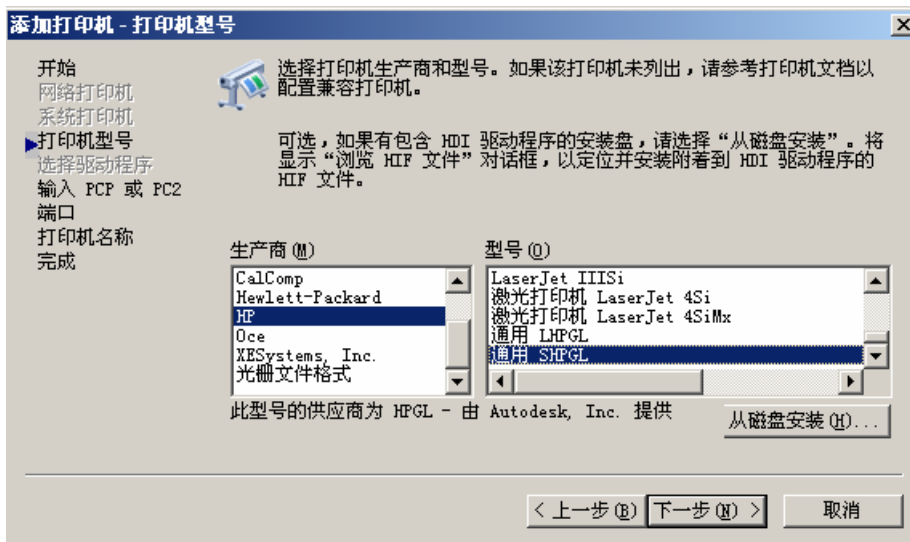 添加打印机 - 打印机型号
开始
网络打印机
系统打印机
打印机型号
选择驱动程序
输入 PCP 或 PC2
端口
打印机名称
完成
选择打印机生产商和型号。如果该打印机未列出，请参考打印机文档以
配置兼容打印机。
可选，如果有包含 HDI 驱动程序的安装盘，请选择“从磁盘安装”。将
显示“浏览 HIF 文件”对话框，以定位并安装附着到 HDI 驱动程序的
HIF 文件。
生产商(M)
CalComp
Hewlett-Packard
HP
Oce
XESystems, Inc.
光栅文件格式
型号(O)
LaserJet IIISi
激光打印机 LaserJet 4Si
激光打印机 LaserJet 4SiMx
通用 LHPGL
通用 SHPGL
此型号的供应商为 HPGL - 由 Autodesk, Inc. 提供
从磁盘安装(H)...
< 上一步(B)
下一步(N) >
取消